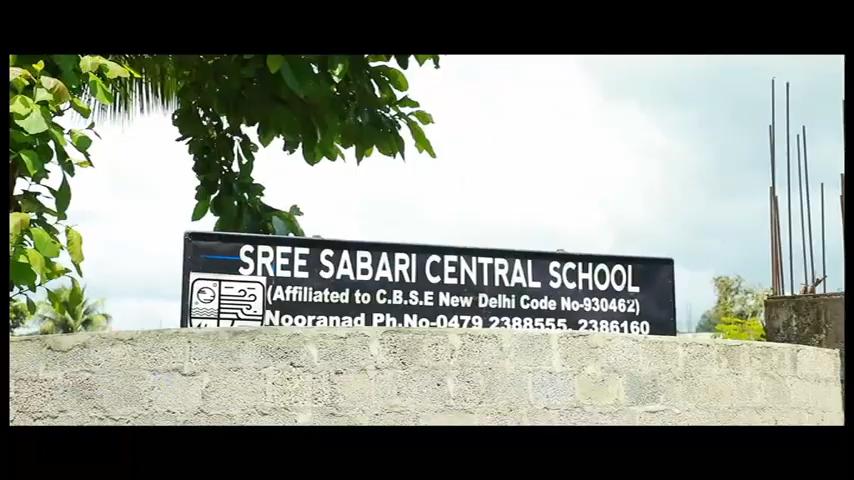 SREE SABARI CENTRAL SCHOOL
(Affiliated to C.B.S.E New Delhi Code No-930462)
Nooranad Ph.No-0479 2388555, 2386160